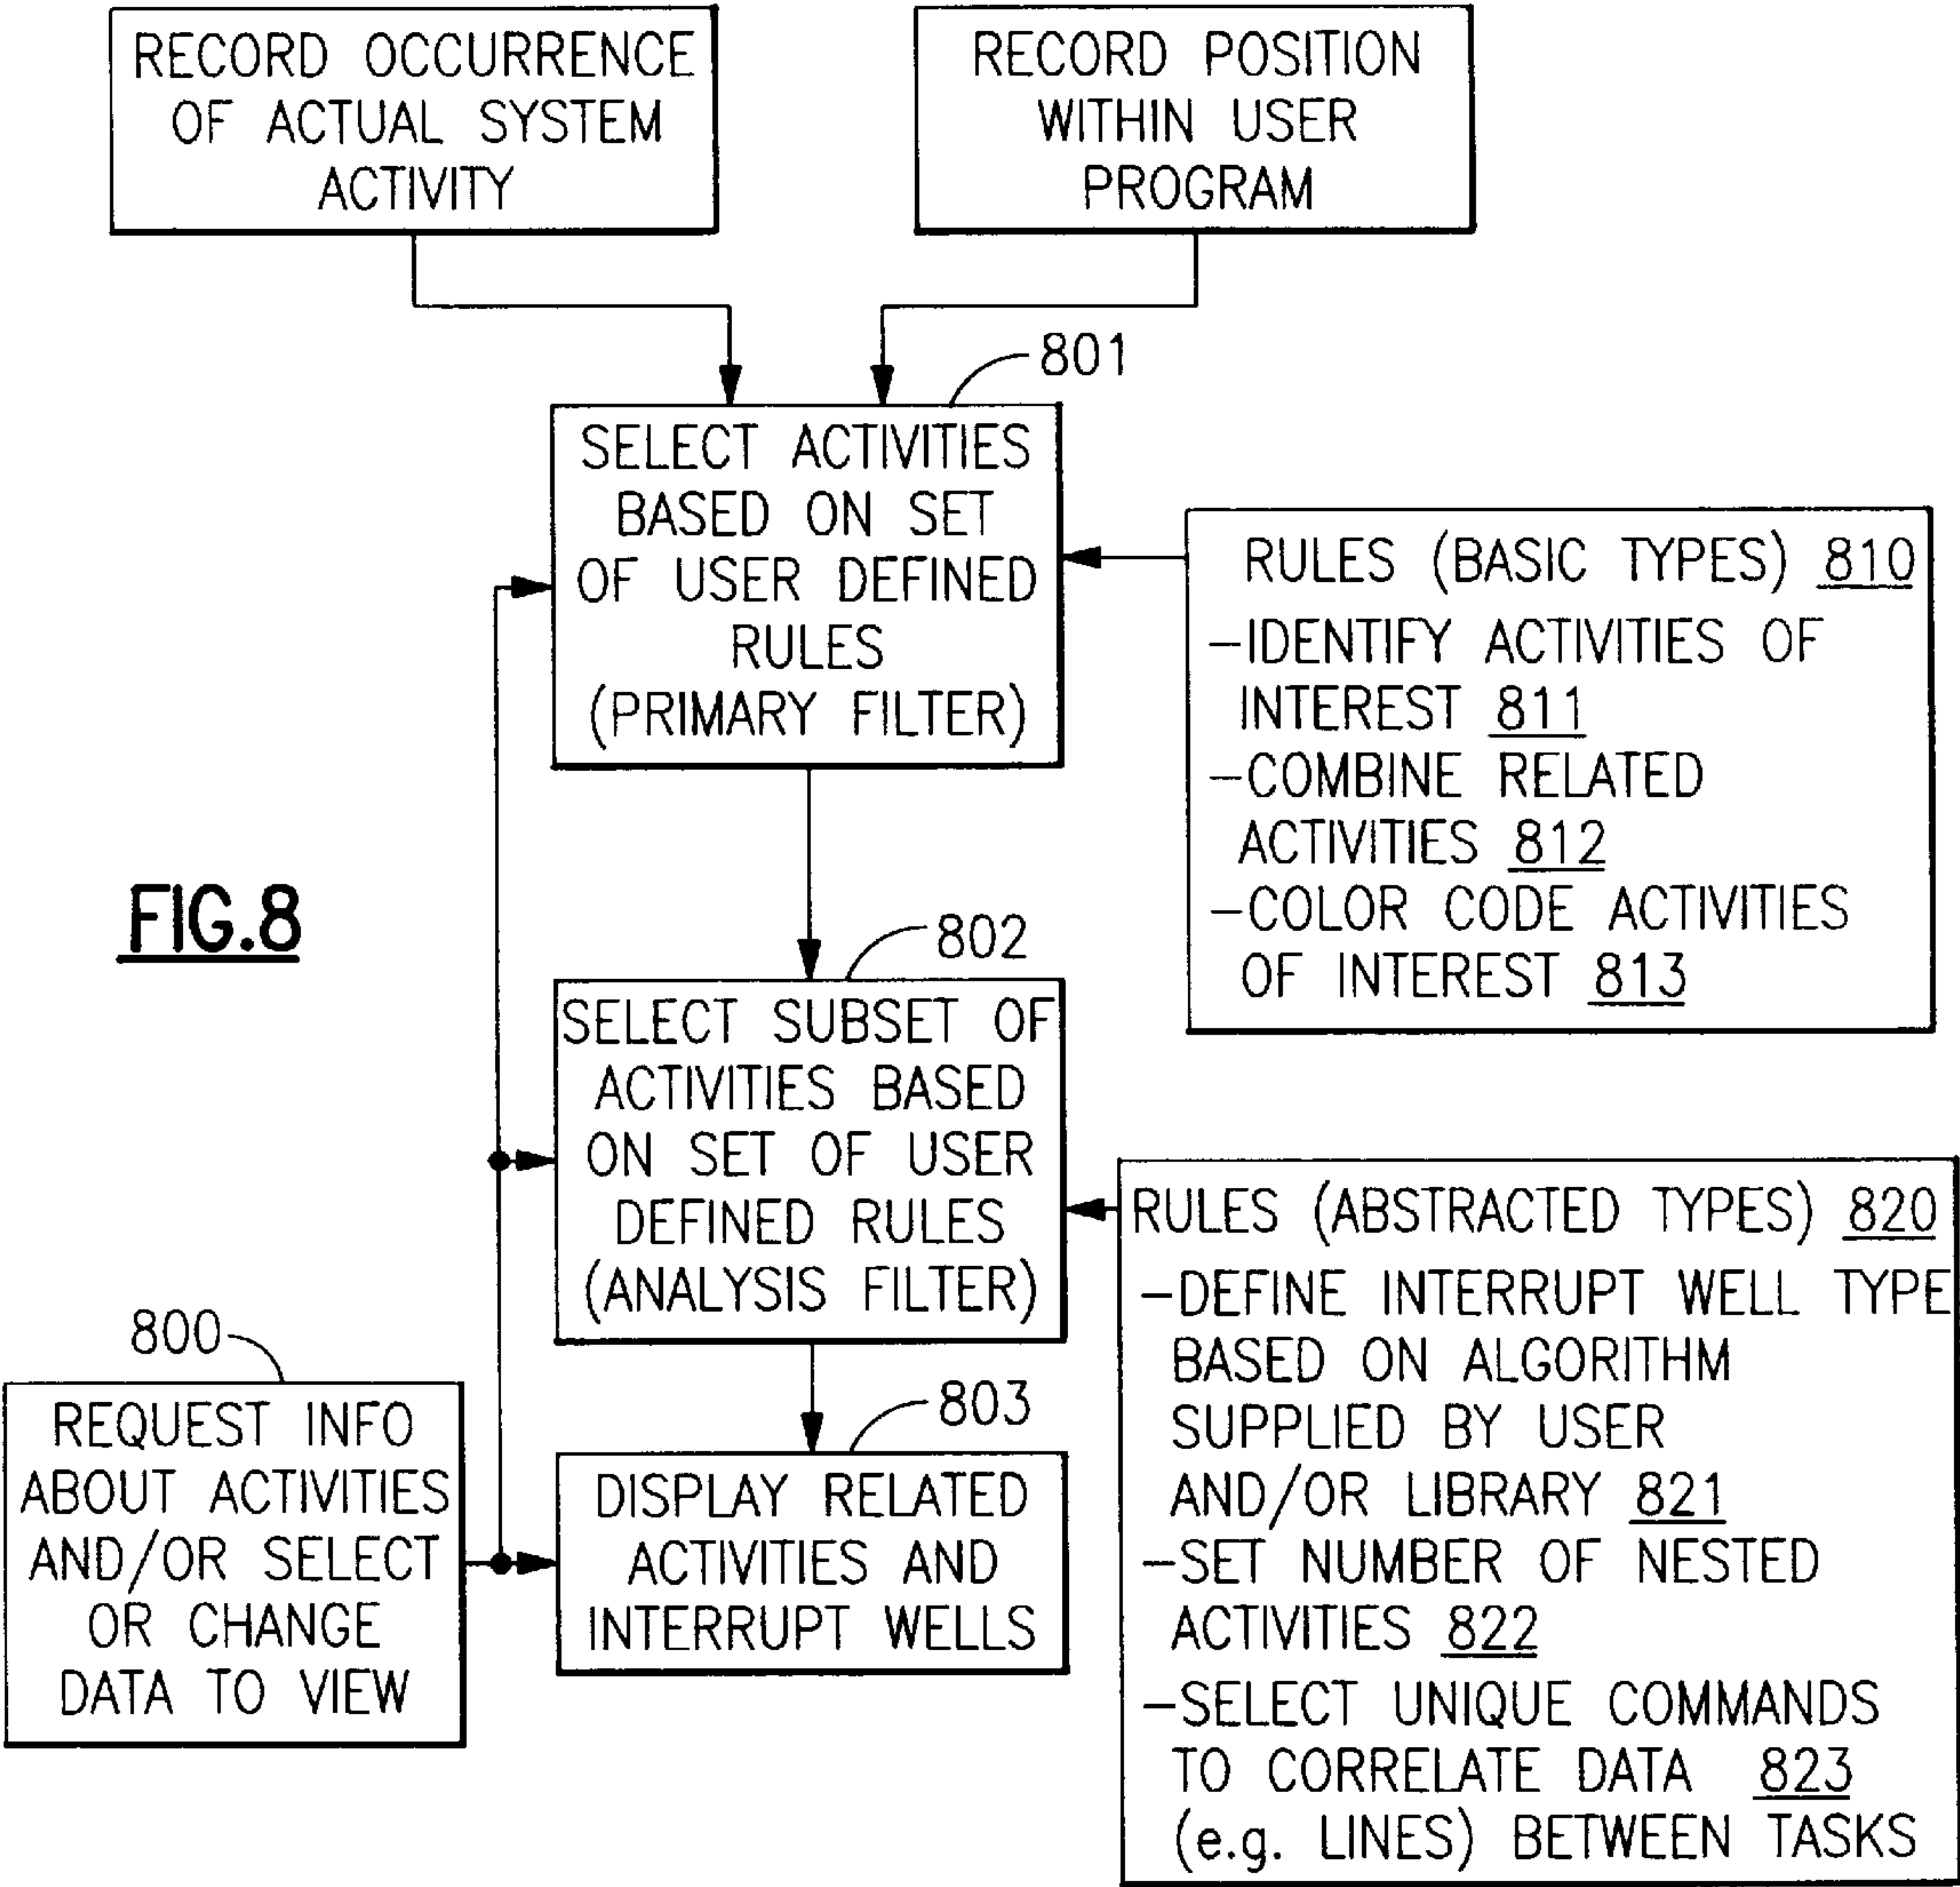 RECORD OCCURRENCE
OF ACTUAL SYSTEM
ACTIVITY
RECORD POSITION
WITHIN USER
PROGRAM
801
SELECT ACTIVITIES
BASED ON SET
OF USER DEFINED
RULES
(PRIMARY FILTER)
RULES (BASIC TYPES) 810
-IDENTIFY ACTIVITIES OF
INTEREST 811
-COMBINE RELATED
ACTIVITIES 812
-COLOR CODE ACTIVITIES
OF INTEREST 813
FIG.8
802
SELECT SUBSET OF
ACTIVITIES BASED
ON SET OF USER
DEFINED RULES
(ANALYSIS FILTER)
RULES (ABSTRACTED TYPES) 820
-DEFINE INTERRUPT WELL TYPE
BASED ON ALGORITHM
SUPPLIED BY USER
AND/OR LIBRARY 821
-SET NUMBER OF NESTED
ACTIVITIES 822
-SELECT UNIQUE COMMANDS
TO CORRELATE DATA 823
(e.g. LINES) BETWEEN TASKS
800
REQUEST INFO
ABOUT ACTIVITIES
AND/OR SELECT
OR CHANGE
DATA TO VIEW
803
DISPLAY RELATED
ACTIVITIES AND
INTERRUPT WELLS